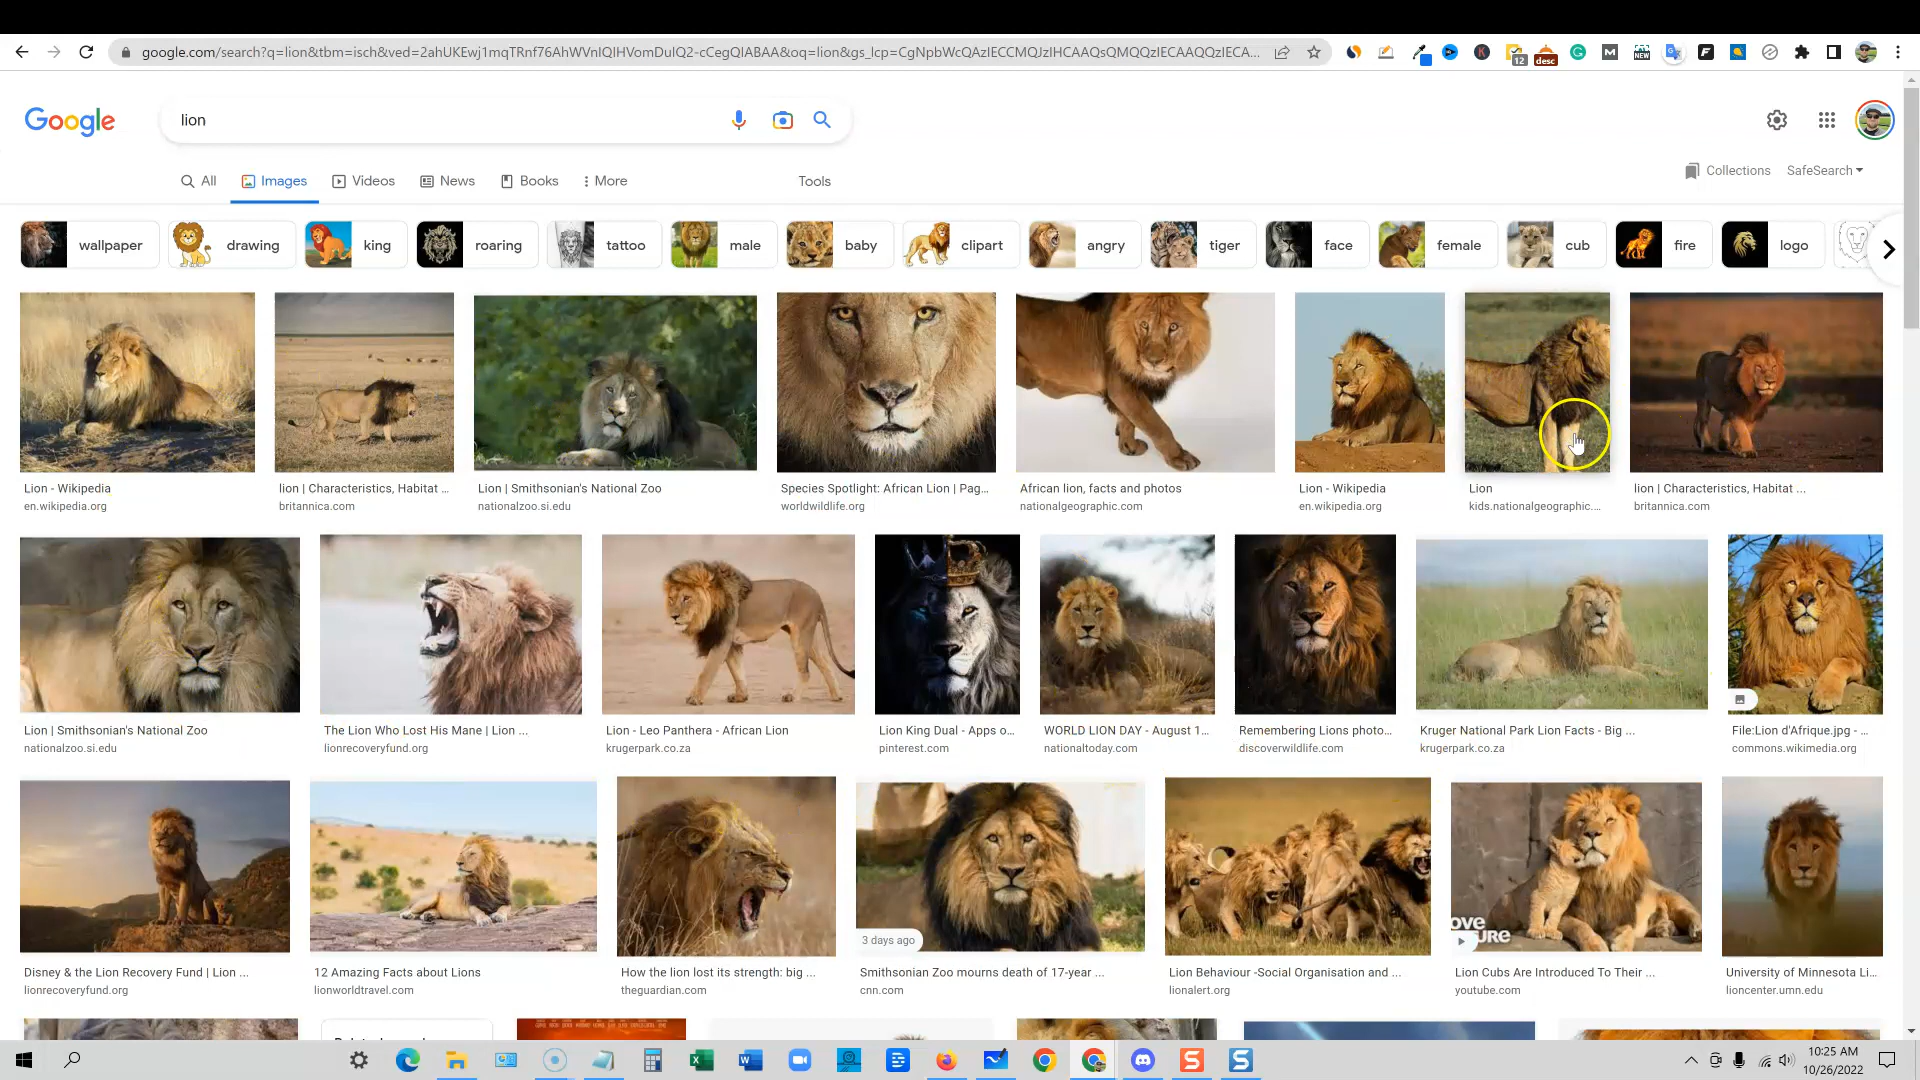 google.com/search?q=lion&tbm=isch&ved=2ahUKEwj1mqTRnf76AhWVnIQIHVomDuIQ2-cCegQIABAA&oq=lion&gs_lcp=CgNpbWcQAzIECCMQJzIHCAAQsQMQQzIECAAQQzIECA...
12
desc
NEW
Google
lion
All Images Videos News Books More Tools
Collections SafeSearch
wallpaper drawing king roaring tattoo male baby clipart angry tiger face female cub fire logo
Lion - Wikipedia
en.wikipedia.org
lion | Characteristics, Habitat ...
britannica.com
Lion | Smithsonian's National Zoo
nationalzoo.si.edu
Species Spotlight: African Lion | Pag...
worldwildlife.org
African lion, facts and photos
nationalgeographic.com
Lion - Wikipedia
en.wikipedia.org
Lion
kids.nationalgeographic....
lion | Characteristics, Habitat ...
britannica.com
Lion | Smithsonian's National Zoo
nationalzoo.si.edu
The Lion Who Lost His Mane | Lion ...
lionrecoveryfund.org
Lion - Leo Panthera - African Lion
krugerpark.co.za
Lion King Dual - Apps o...
pinterest.com
WORLD LION DAY - August 1...
nationaltoday.com
Remembering Lions photo...
discoverwildlife.com
Kruger National Park Lion Facts - Big ...
krugerpark.co.za
File:Lion d'Afrique.jpg - ...
commons.wikimedia.org
Disney & the Lion Recovery Fund | Lion ...
lionrecoveryfund.org
12 Amazing Facts about Lions
lionworldtravel.com
How the lion lost its strength: big ...
theguardian.com
3 days ago
Smithsonian Zoo mourns death of 17-year ...
cnn.com
Lion Behaviour -Social Organisation and ...
lionalert.org
Lion Cubs Are Introduced To Their ...
youtube.com
University of Minnesota Li...
lioncenter.umn.edu
10:25 AM
10/26/2022